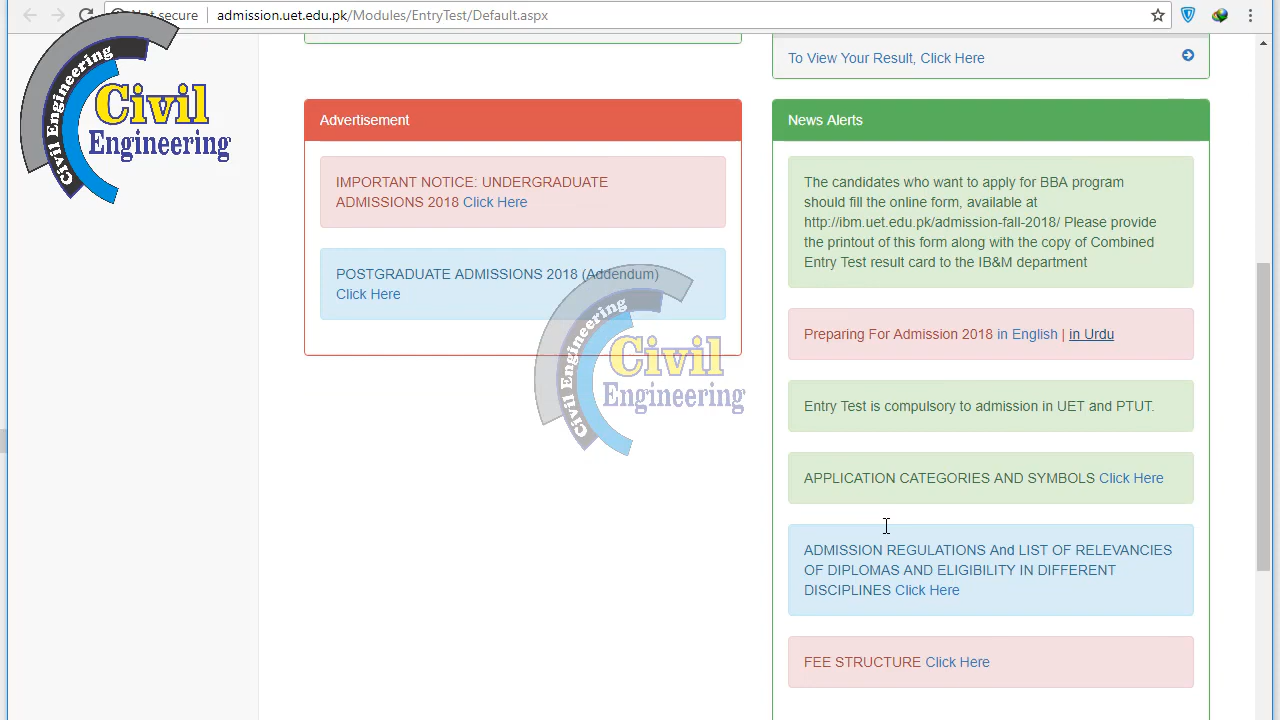 Not secure
admission.uet.edu.pk/Modules/EntryTest/Default.aspx
Civil Engineering
Civil
Engineering
To View Your Result, Click Here
Advertisement
IMPORTANT NOTICE: UNDERGRADUATE
ADMISSIONS 2018 Click Here
POSTGRADUATE ADMISSIONS 2018 (Addendum)
Click Here
Civil Engineering
Civil
Engineering
News Alerts
The candidates who want to apply for BBA program
should fill the online form, available at
http://ibm.uet.edu.pk/admission-fall-2018/ Please provide
the printout of this form along with the copy of Combined
Entry Test result card to the IB&M department
Preparing For Admission 2018 in English | in Urdu
Entry Test is compulsory to admission in UET and PTUT.
APPLICATION CATEGORIES AND SYMBOLS Click Here
ADMISSION REGULATIONS And LIST OF RELEVANCIES
OF DIPLOMAS AND ELIGIBILITY IN DIFFERENT
DISCIPLINES Click Here
FEE STRUCTURE Click Here